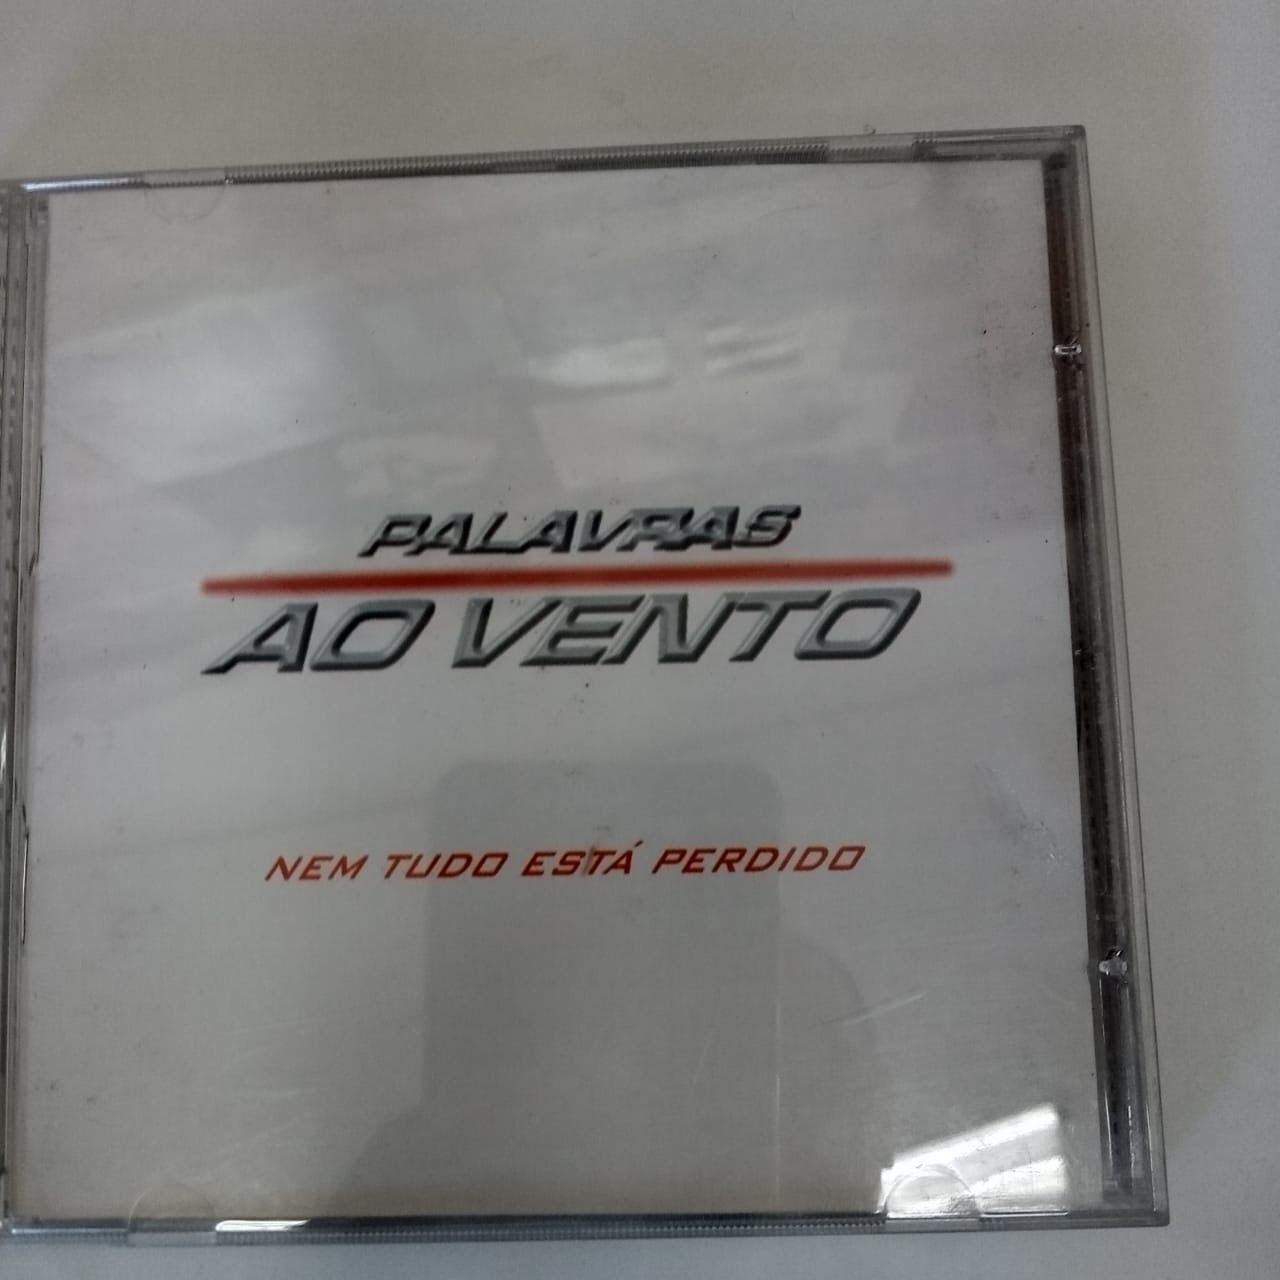 PALAVRAS
AO VENTO
NEM TUDO ESTÁ PERDIDO